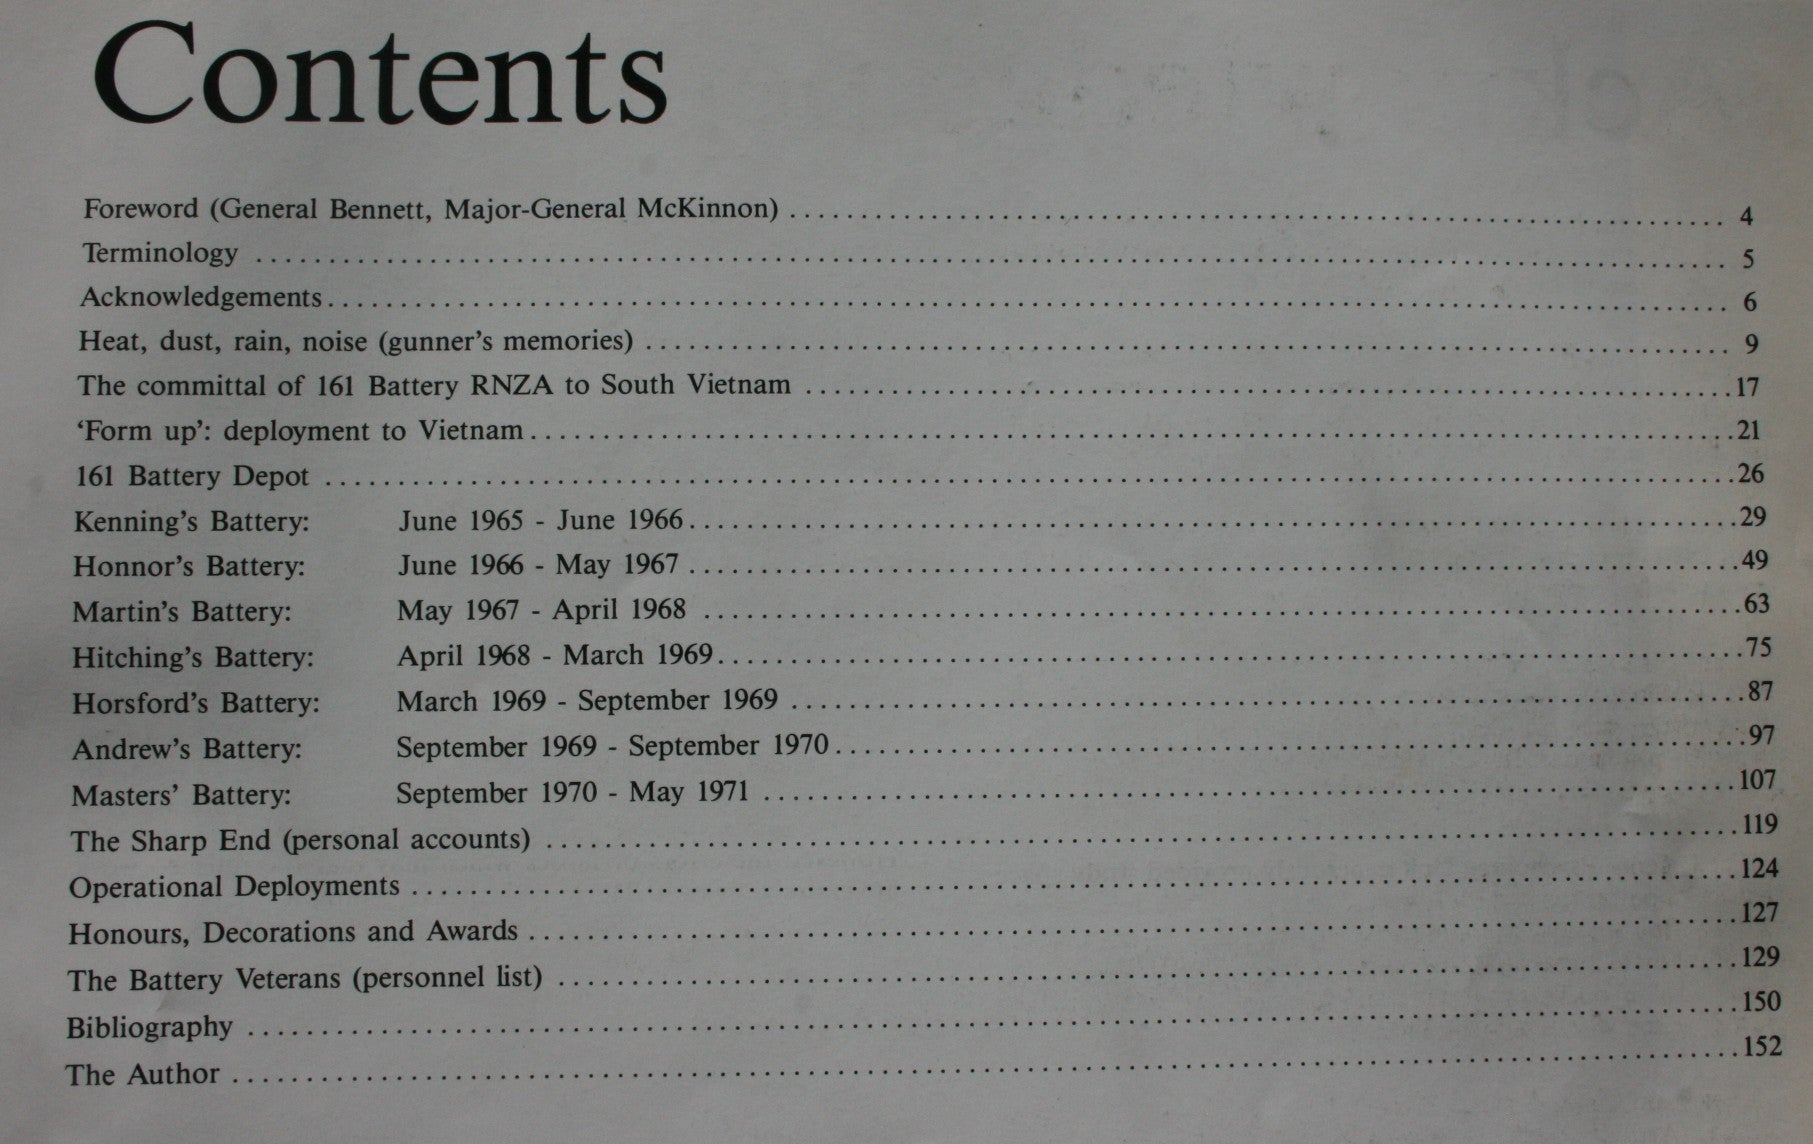 Contents
Foreword (General Bennett, Major-General McKinnon) ........ 4
Terminology ........ 5
Acknowledgements ........ 6
Heat, dust, rain, noise (gunner's memories) ........ 9
The committal of 161 Battery RNZA to South Vietnam ........ 17
‘Form up’: deployment to Vietnam ........ 21
161 Battery Depot ........ 26
Kenning's Battery: June 1965 - June 1966 ........ 29
Honnor's Battery: June 1966 - May 1967 ........ 49
Martin's Battery: May 1967 - April 1968 ........ 63
Hitching's Battery: April 1968 - March 1969 ........ 75
Horsford's Battery: March 1969 - September 1969 ........ 87
Andrew's Battery: September 1969 - September 1970 ........ 97
Masters' Battery: September 1970 - May 1971 ........ 107
The Sharp End (personal accounts) ........ 119
Operational Deployments ........ 124
Honours, Decorations and Awards ........ 127
The Battery Veterans (personnel list) ........ 129
Bibliography ........ 150
The Author ........ 152